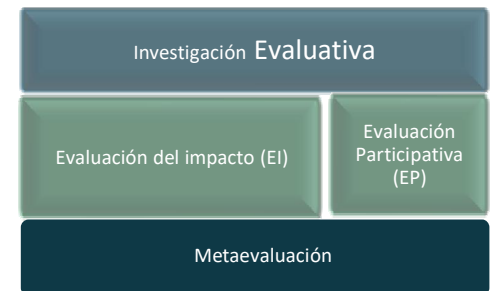 Investigación Evaluativa
Evaluación del impacto (EI)
Evaluación
Participativa
(EP)
Metaevaluación